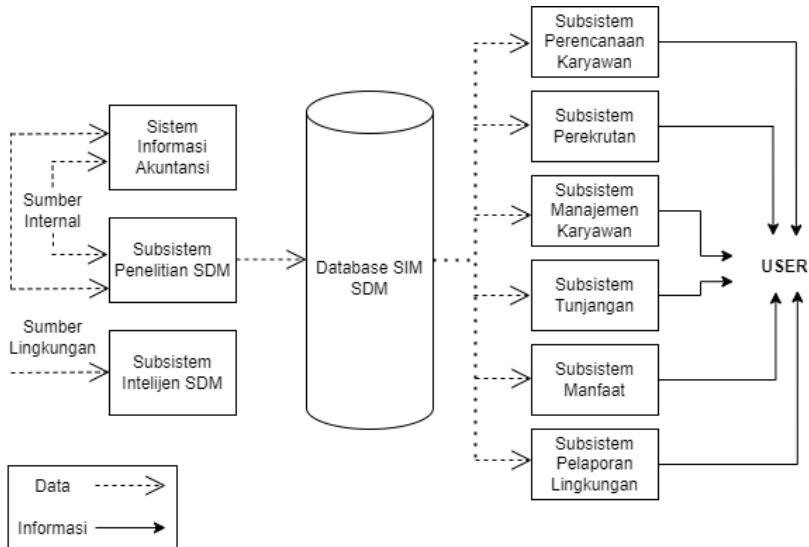 Sistem
Informasi
Akuntansi
Sumber
Internal
Subsistem
Penelitian SDM
Sumber
Lingkungan
Subsistem
Intelijen SDM
Database SIM
SDM
Subsistem
Perencanaan
Karyawan
Subsistem
Perekrutan
Subsistem
Manajemen
Karyawan
Subsistem
Tunjangan
Subsistem
Manfaat
Subsistem
Pelaporan
Lingkungan
USER
Data
Informasi